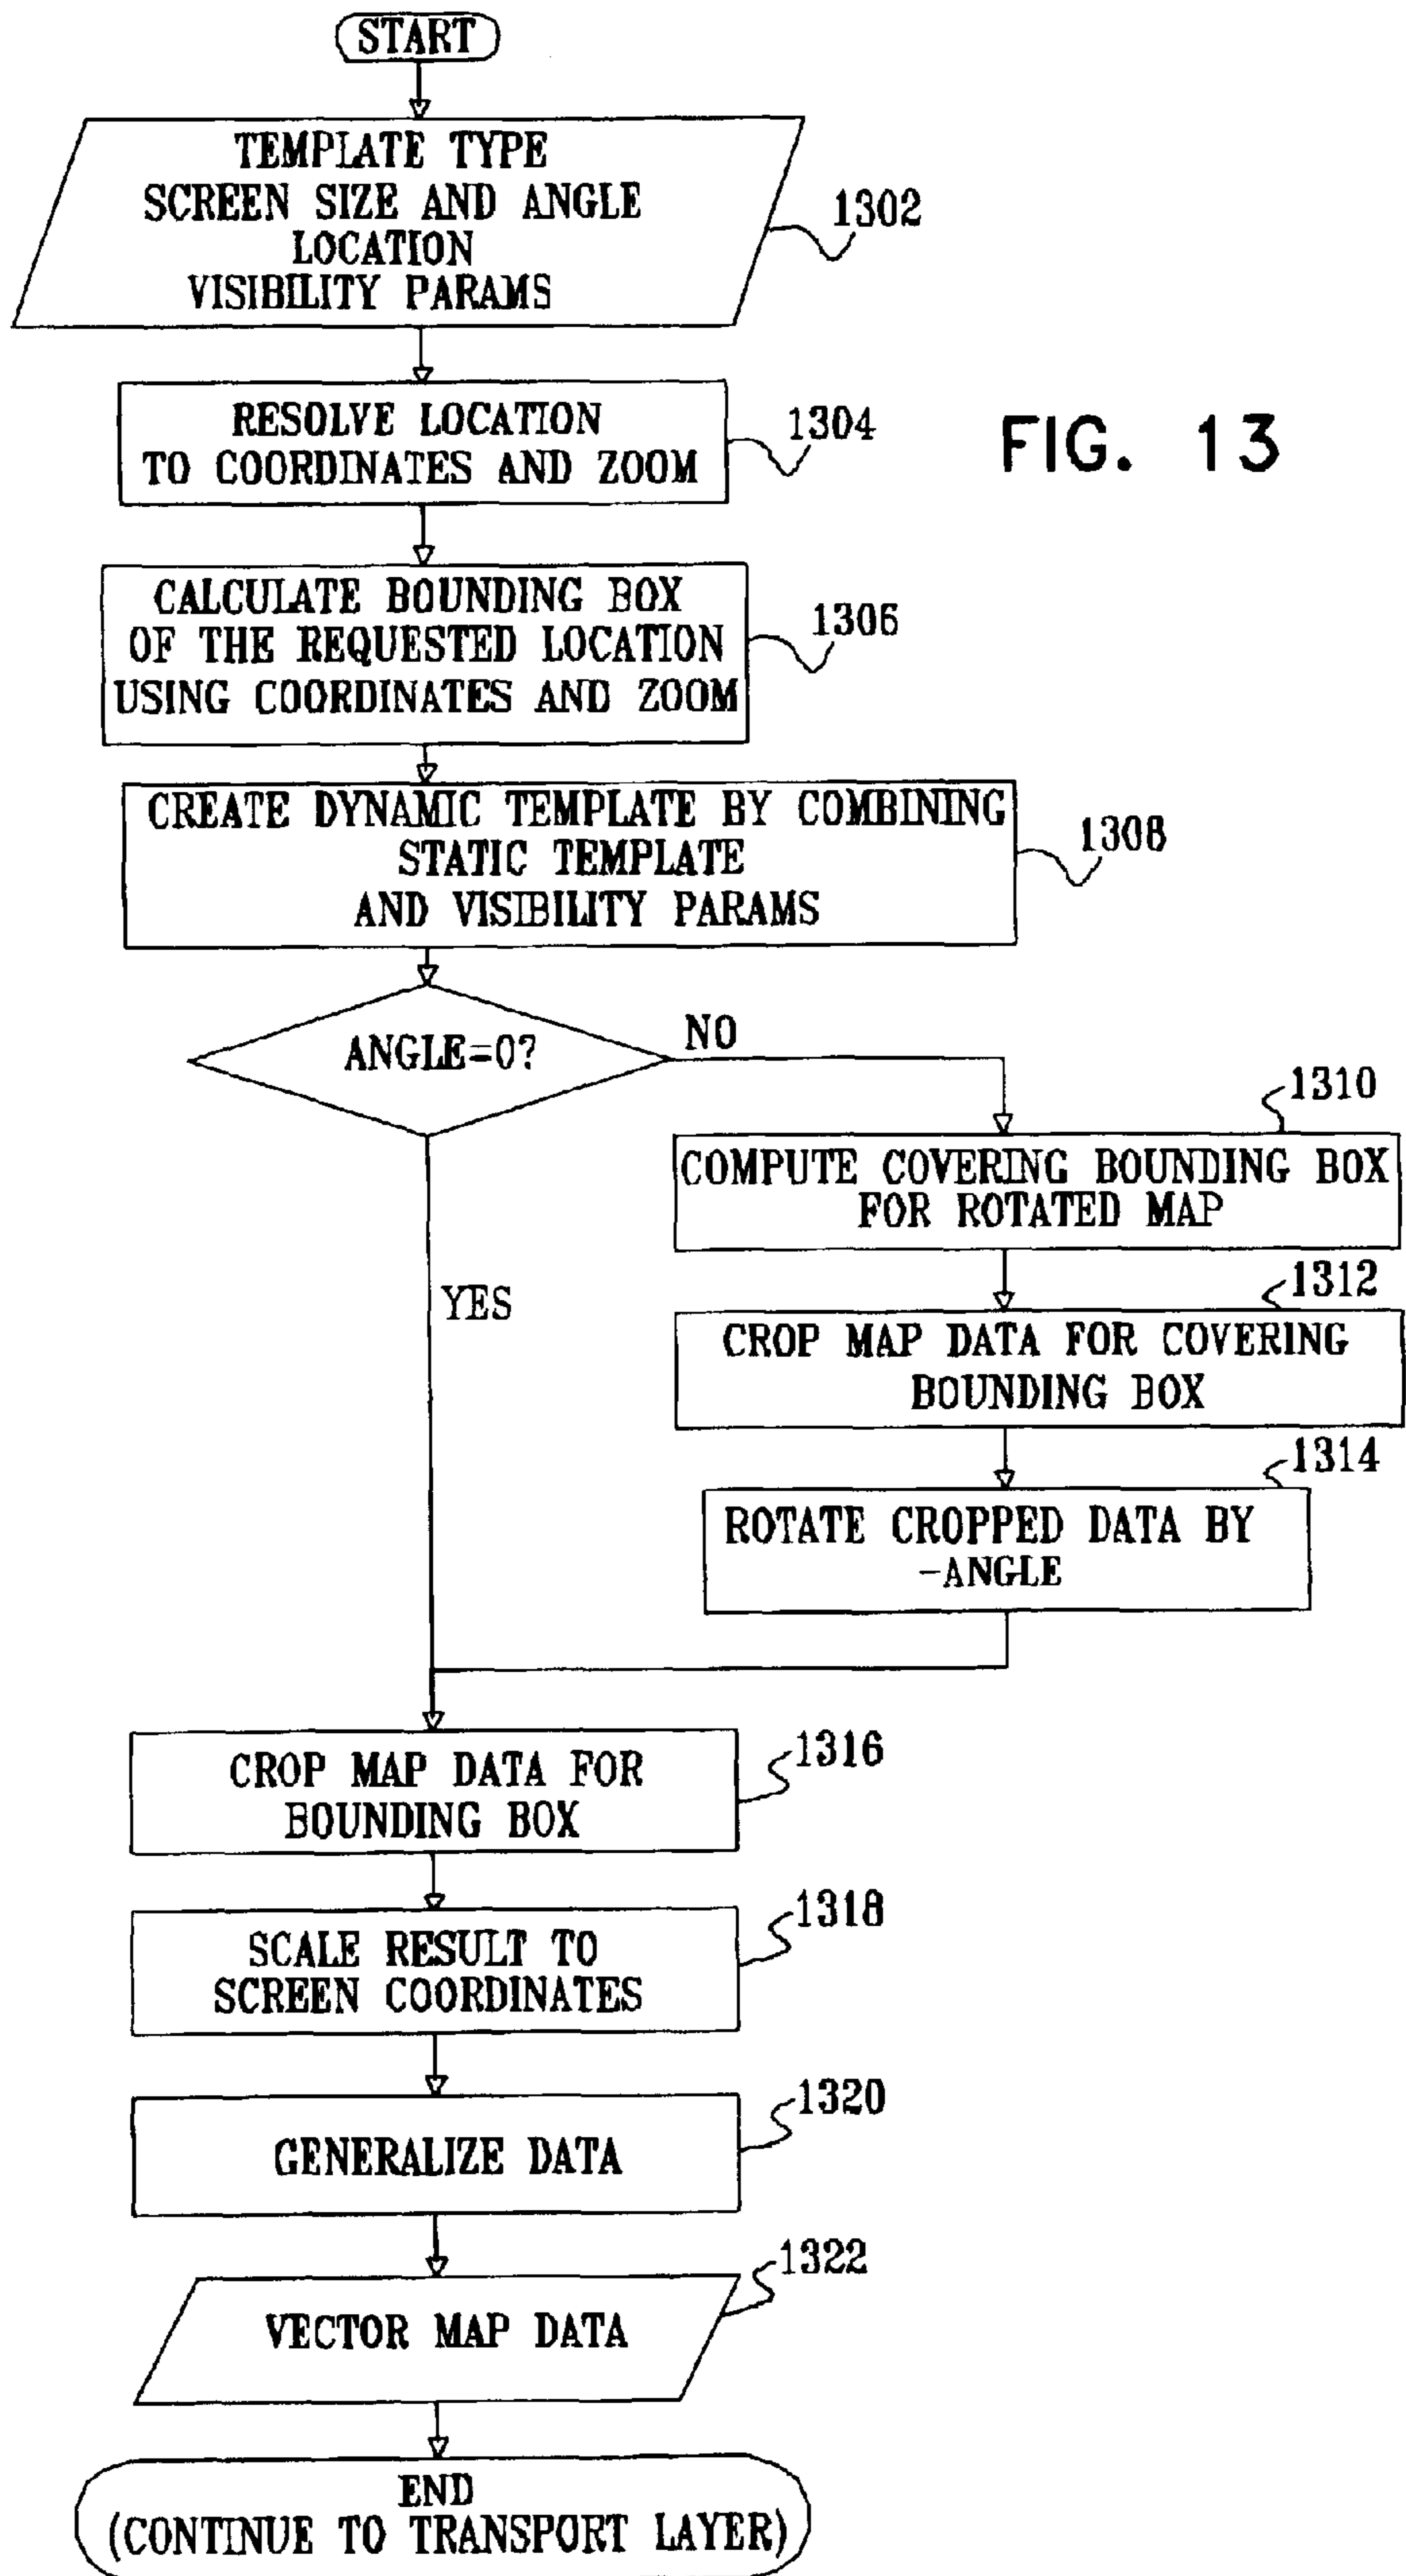 START
TEMPLATE TYPE
SCREEN SIZE AND ANGLE
LOCATION
VISIBILITY PARAMS
1302
RESOLVE LOCATION
TO COORDINATES AND ZOOM
1304
FIG. 13
CALCULATE BOUNDING BOX
OF THE REQUESTED LOCATION
USING COORDINATES AND ZOOM
1306
CREATE DYNAMIC TEMPLATE BY COMBINING
STATIC TEMPLATE
AND VISIBILITY PARAMS
1308
ANGLE=0?
NO
1310
COMPUTE COVERING BOUNDING BOX
FOR ROTATED MAP
1312
CROP MAP DATA FOR COVERING
BOUNDING BOX
1314
ROTATE CROPPED DATA BY
-ANGLE
YES
CROP MAP DATA FOR
BOUNDING BOX
1316
SCALE RESULT TO
SCREEN COORDINATES
1318
GENERALIZE DATA
1320
VECTOR MAP DATA
1322
END
(CONTINUE TO TRANSPORT LAYER)